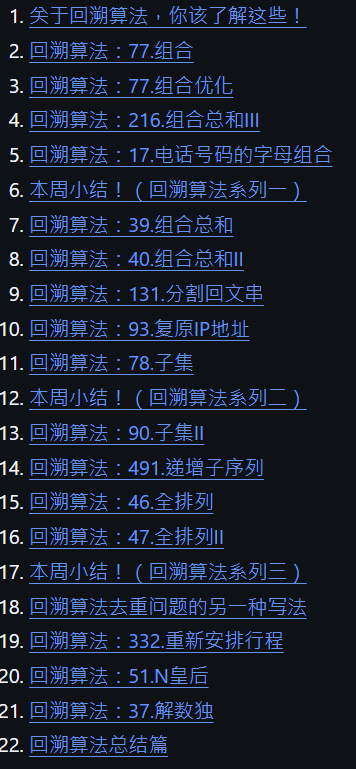 1. 关于回溯算法，你该了解这些！
2. 回溯算法：77.组合
3. 回溯算法：77.组合优化
4. 回溯算法：216.组合总和III
5. 回溯算法：17.电话号码的字母组合
6. 本周小结！（回溯算法系列一）
7. 回溯算法：39.组合总和
8. 回溯算法：40.组合总和II
9. 回溯算法：131.分割回文串
10. 回溯算法：93.复原IP地址
11. 回溯算法：78.子集
12. 本周小结！（回溯算法系列二）
13. 回溯算法：90.子集II
14. 回溯算法：491.递增子序列
15. 回溯算法：46.全排列
16. 回溯算法：47.全排列II
17. 本周小结！（回溯算法系列三）
18. 回溯算法去重问题的另一种写法
19. 回溯算法：332.重新安排行程
20. 回溯算法：51.N皇后
21. 回溯算法：37.解数独
22. 回溯算法总结篇